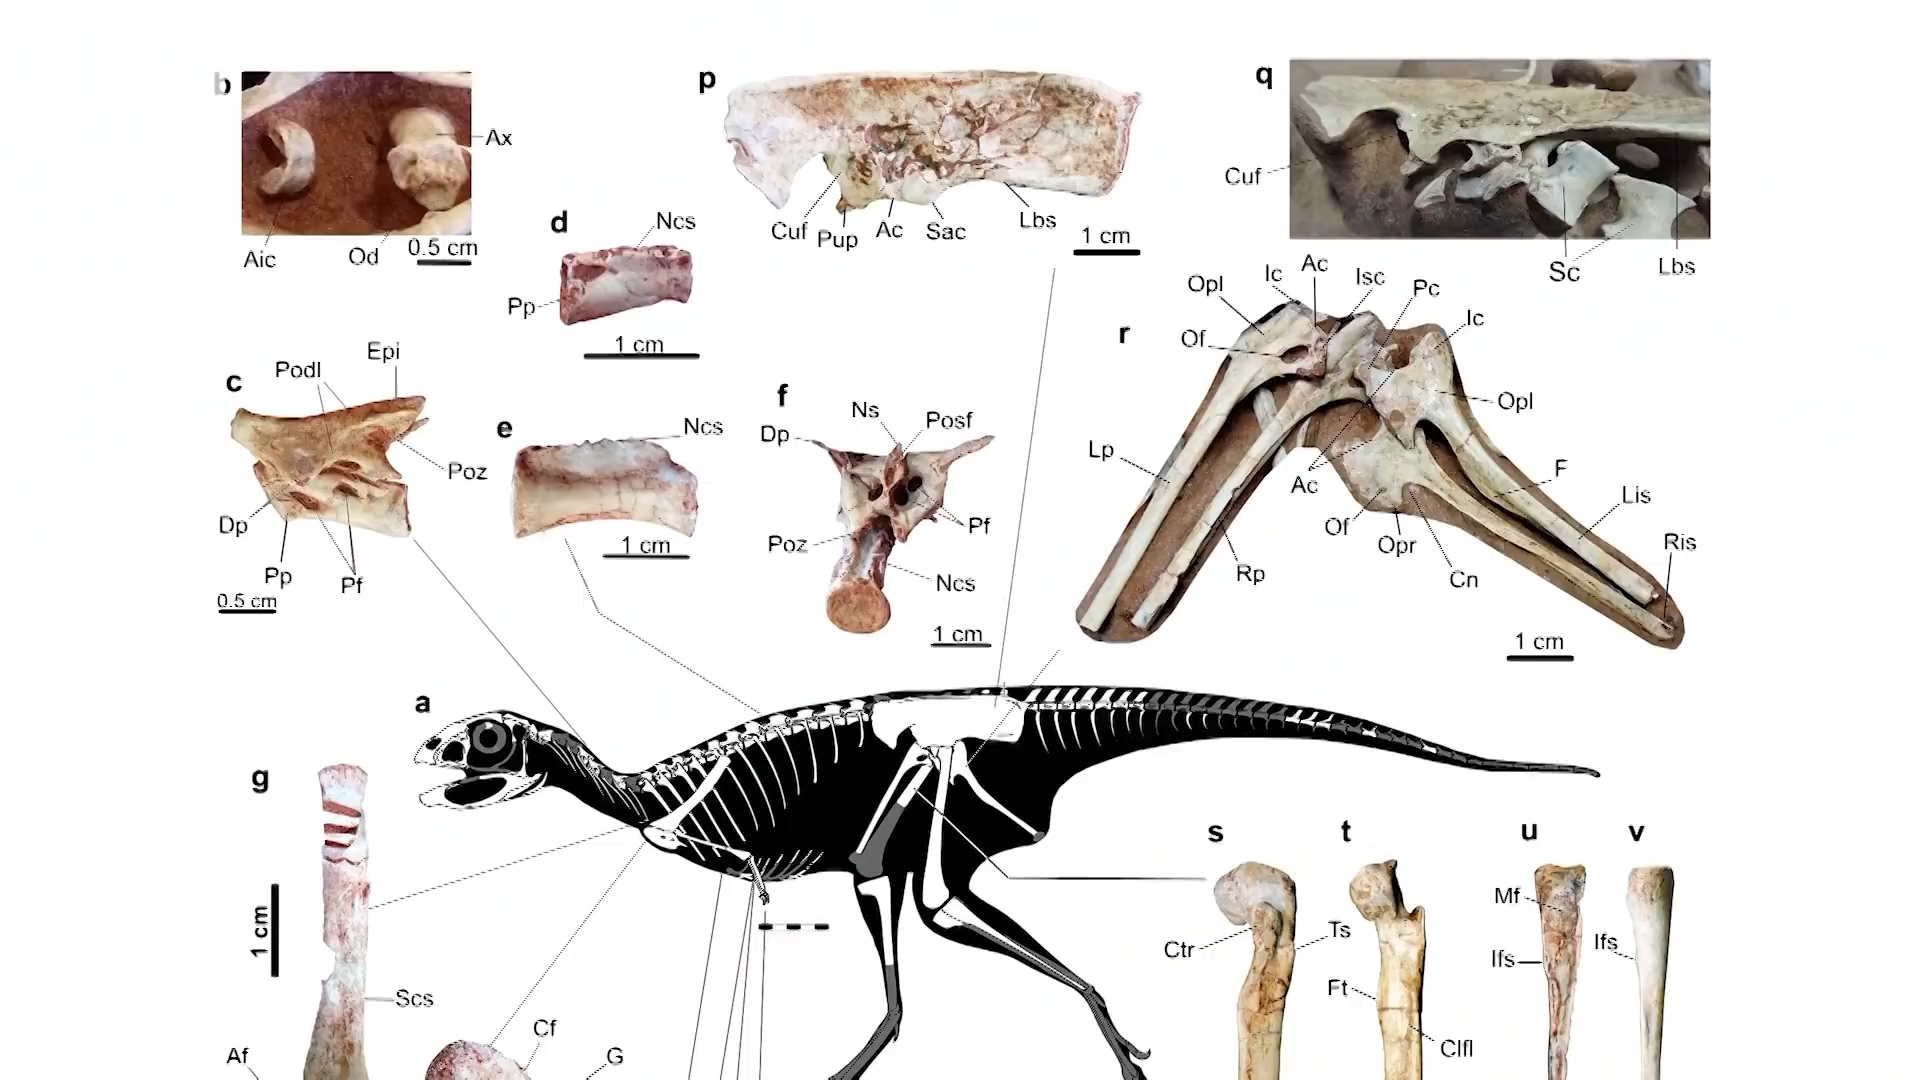 b
Ax
Aic
Od
0.5 cm
d
Ncs
Pp
1 cm
p
Cuf
Pup
Ac
Sac
Lbs
1 cm
q
Cuf
Sc
Lbs
c
Podl
Epi
Poz
Dp
Pp
Pf
0.5 cm
e
Ncs
1 cm
f
Ns
Posf
Dp
Poz
Pf
Ncs
1 cm
r
Opl
Ic
Ac
Isc
Pc
Ic
Of
Opl
Lp
Ac
F
Lis
Of
Opr
Ris
Rp
Cn
1 cm
a
g
1 cm
Scs
Af
Cf
G
s
Ctr
Ts
t
Ft
Clfl
u
Mf
Ifs
v
Ifs